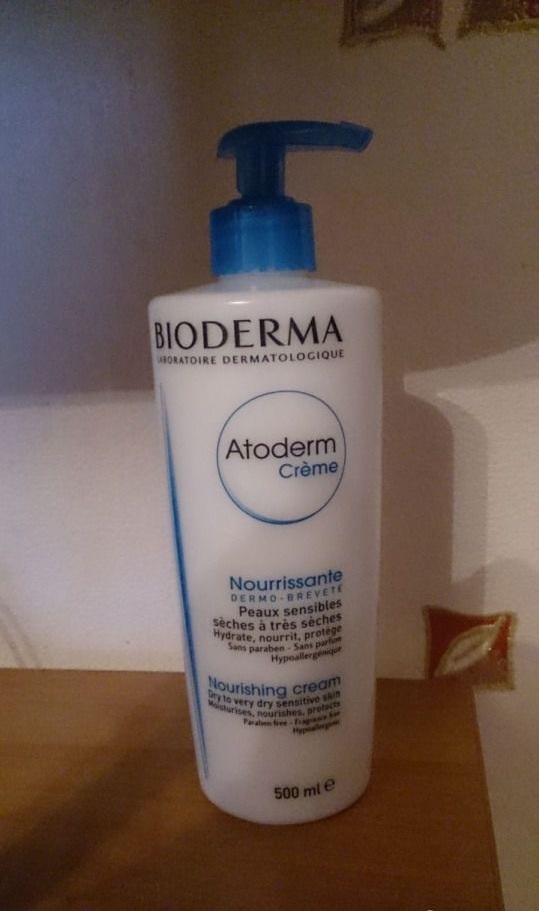 BIODERMA
LABORATOIRE DERMATOLOGIQUE
Atoderm
Crème
Nourrissante
DERMO-BREVETÉ
Peaux sensibles
sèches à très sèches
Hydrate, nourrit, protège
Sans paraben - Sans parfum
Hypoallergénique
Nourishing cream
Dry to very dry sensitive skin
Moisturises, nourishes, protects
Paraben free - Fragrance free
Hypoallergenic
500 ml e